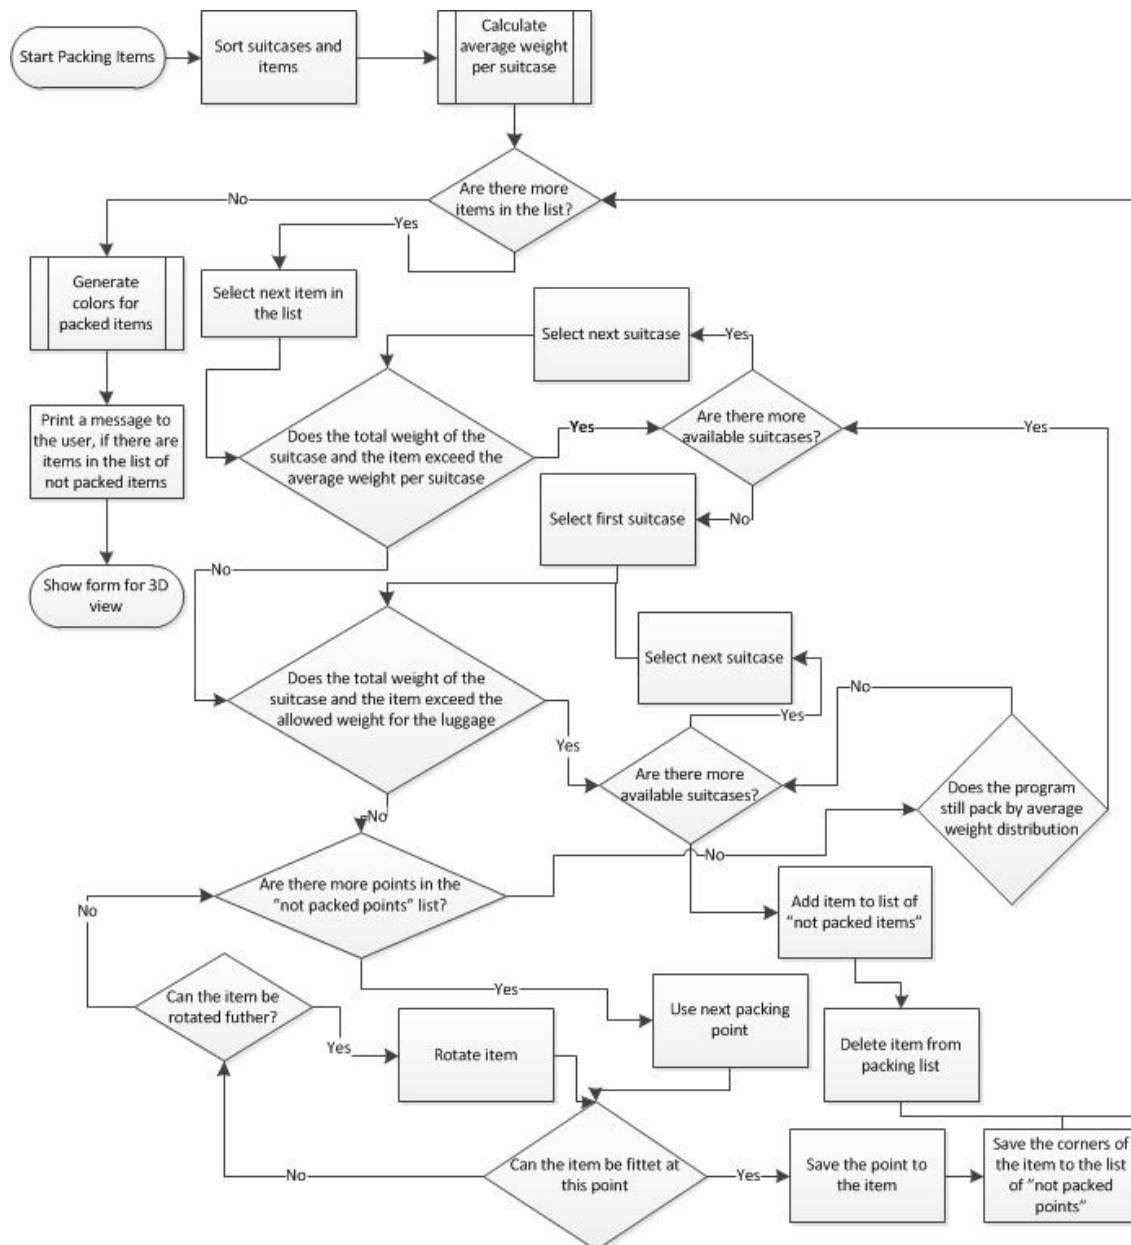 Start Packing Items
Sort suitcases and
items
Calculate
average weight
per suitcase
Are there more
items in the list?
No
Yes
Generate
colors for
packed items
Select next item in
the list
Select next suitcase
Yes
Print a message to
the user, if there are
items in the list of
not packed items
Does the total weight of the
suitcase and the item exceed the
average weight per suitcase
Yes
Are there more
available suitcases?
Yes
Select first suitcase
No
No
Show form for 3D
view
Does the total weight of the
suitcase and the item exceed the
allowed weight for the luggage
Select next suitcase
No
Yes
Yes
Are there more
available suitcases?
Does the program
still pack by average
weight distribution
No
No
Are there more points in the
"not packed points" list?
Add item to list of
"not packed items"
No
Can the item be
rotated futher?
Yes
Use next packing
point
Yes
Rotate item
Delete item from
packing list
Can the item be fittet at
this point
No
Yes
Save the point to
the item
Save the corners of
the item to the list
of "not packed
points"